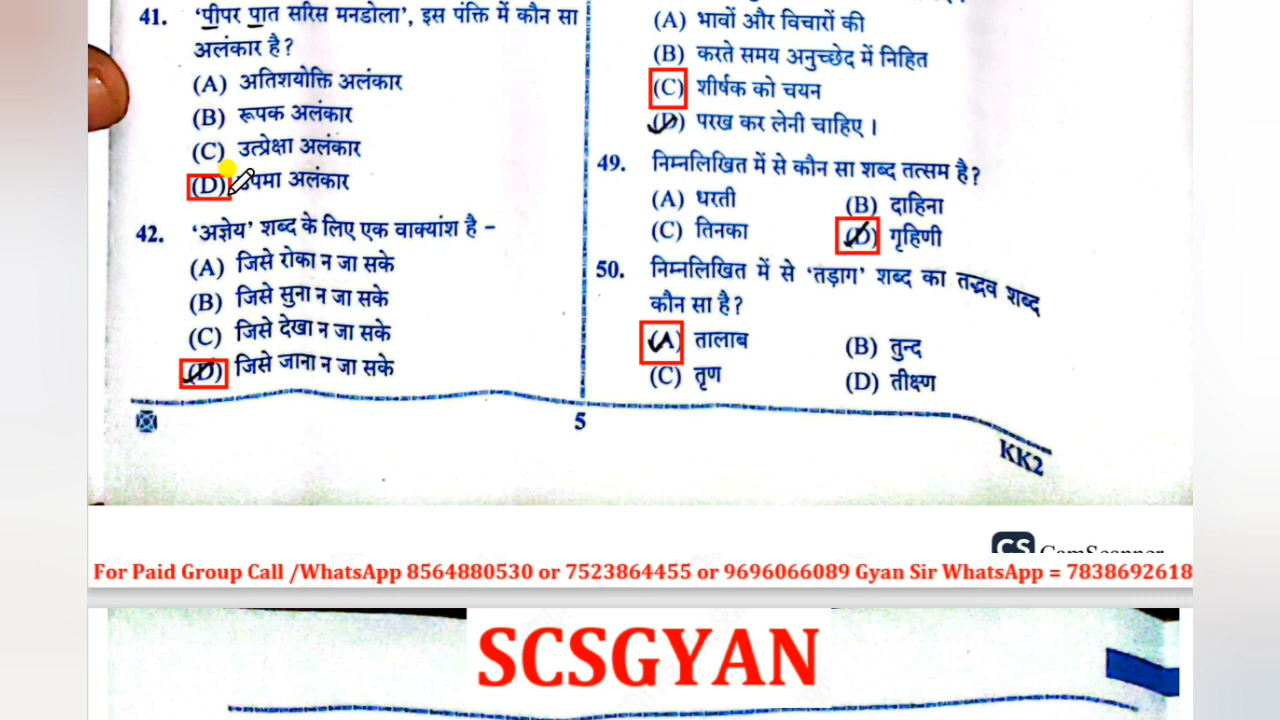 41. 'पीपर पात सरिस मनडोला', इस पंक्ति में कौन सा
अलंकार है?
(A) अतिशयोक्ति अलंकार
(B) रूपक अलंकार
(C) उत्प्रेक्षा अलंकार
(D) उपमा अलंकार
42. 'अज्ञेय' शब्द के लिए एक वाक्यांश है –
(A) जिसे रोका न जा सके
(B) जिसे सुना न जा सके
(C) जिसे देखा न जा सके
(D) जिसे जाना न जा सके
(A) भावों और विचारों की
(B) करते समय अनुच्छेद में निहित
(C) शीर्षक को चयन
(D) परख कर लेनी चाहिए ।
49. निम्नलिखित में से कौन सा शब्द तत्सम है?
(A) धरती (B) दाहिना
(C) तिनका (D) गृहिणी
50. निम्नलिखित में से 'तड़ाग' शब्द का तद्भव शब्द
कौन सा है?
(A) तालाब (B) तुन्द
(C) तृण (D) तीक्ष्ण
5
KK2
CS CamScanner
For Paid Group Call /WhatsApp 8564880530 or 7523864455 or 9696066089 Gyan Sir WhatsApp = 7838692618
SCSGYAN